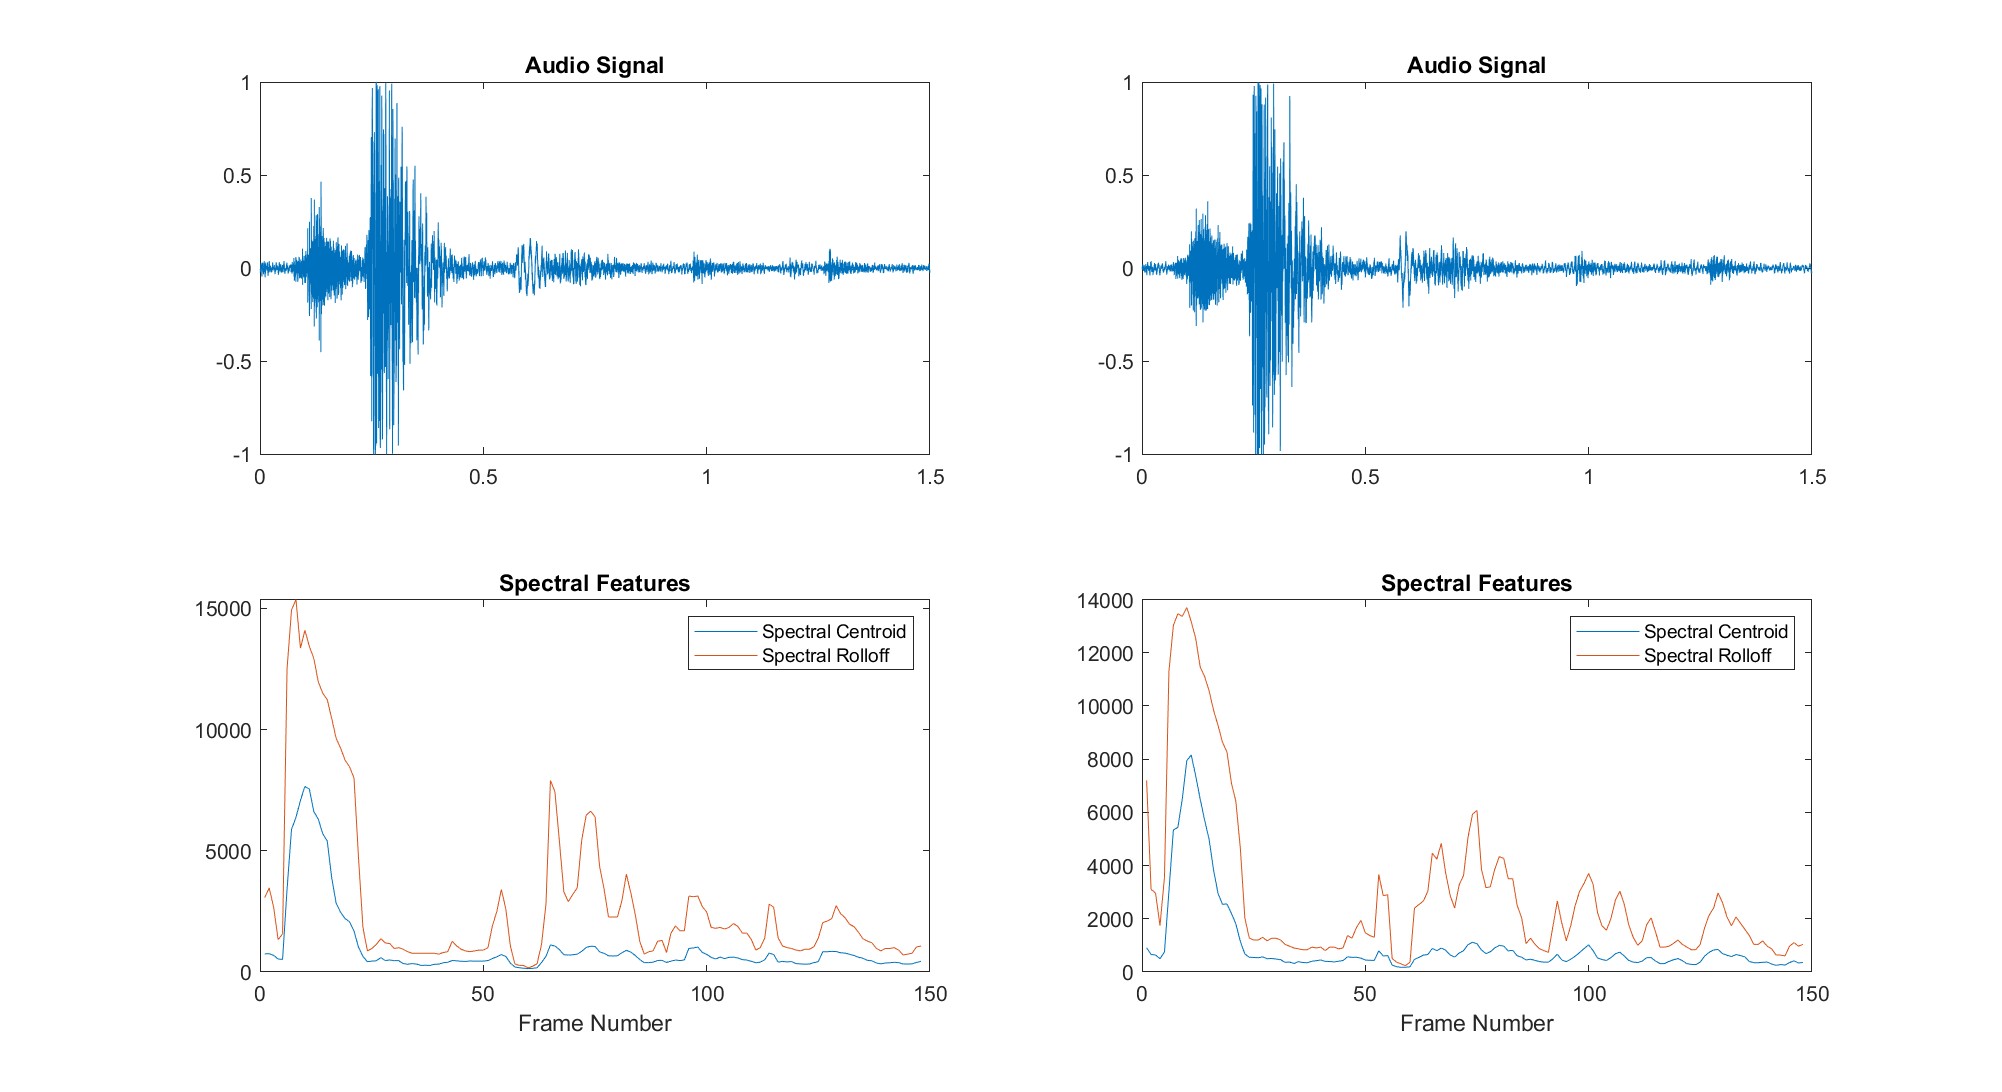 Audio Signal
1
0.5
0
-0.5
-1
0 0.5 1 1.5
Audio Signal
1
0.5
0
-0.5
-1
0 0.5 1 1.5
Spectral Features
15000
10000
5000
0
Spectral Centroid
Spectral Rolloff
0 50 100 150
Frame Number
Spectral Features
14000
12000
10000
8000
6000
4000
2000
0
Spectral Centroid
Spectral Rolloff
0 50 100 150
Frame Number